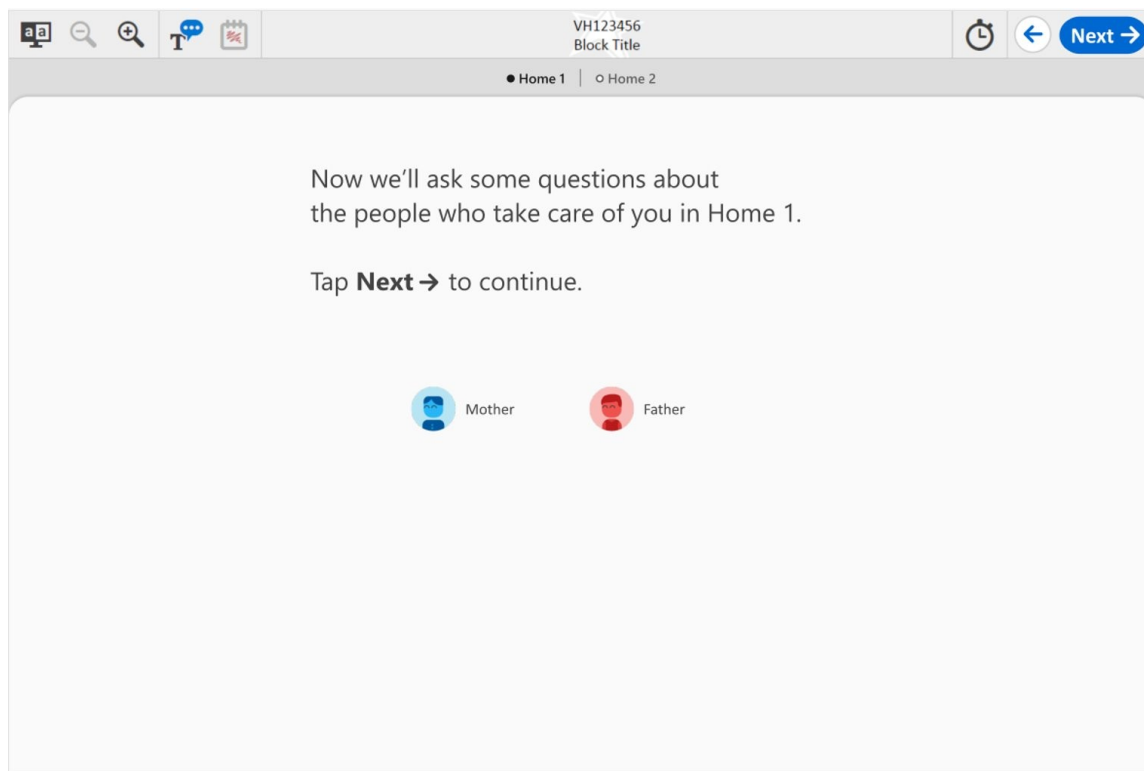 VH123456
Block Title
Next →
● Home 1 | ○ Home 2
Now we'll ask some questions about
the people who take care of you in Home 1.
Tap Next → to continue.
Mother
Father